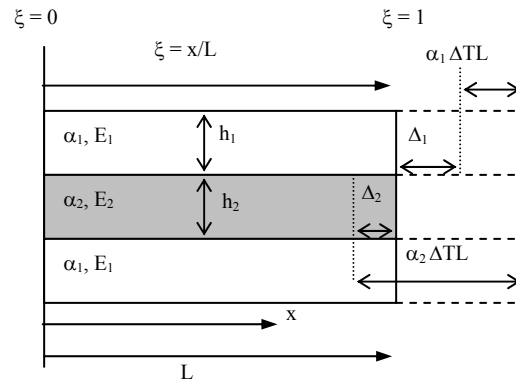 ξ = 0
ξ = 1
ξ = x/L
α₁ ΔTL
α₁, E₁
h₁
Δ₁
α₂, E₂
h₂
Δ₂
α₁, E₁
α₂ ΔTL
x
L